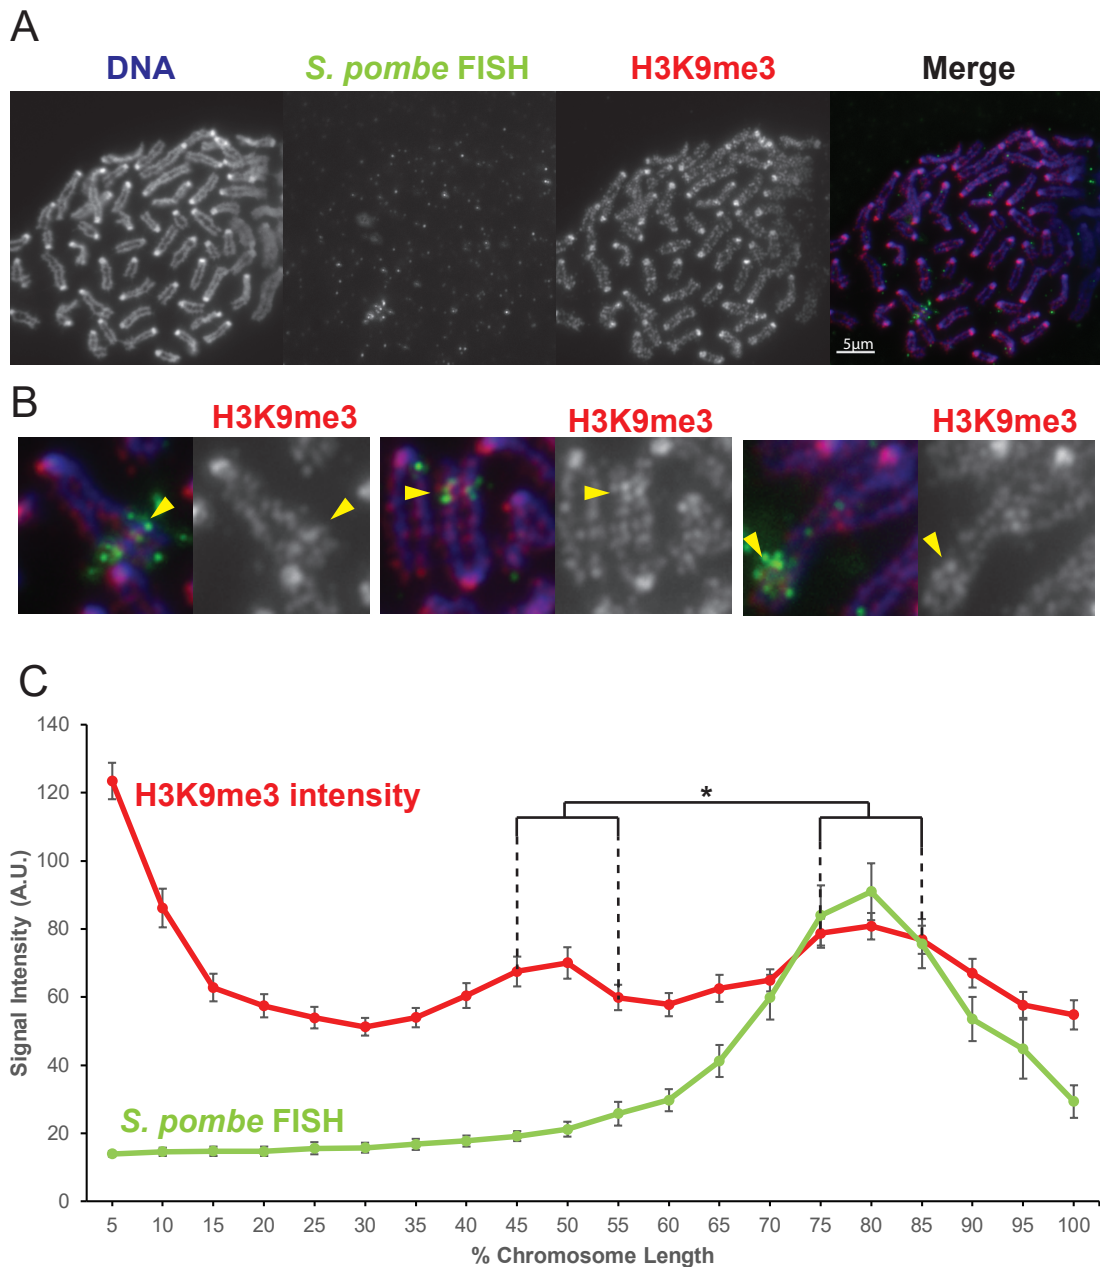 A
DNA
S. pombe FISH
H3K9me3
Merge
5μm
B
H3K9me3
H3K9me3
H3K9me3
C
140
120
100
80
60
40
20
0
Signal Intensity (A.U.)
H3K9me3 intensity
*
S. pombe FISH
5 10 15 20 25 30 35 40 45 50 55 60 65 70 75 80 85 90 95 100
% Chromosome Length